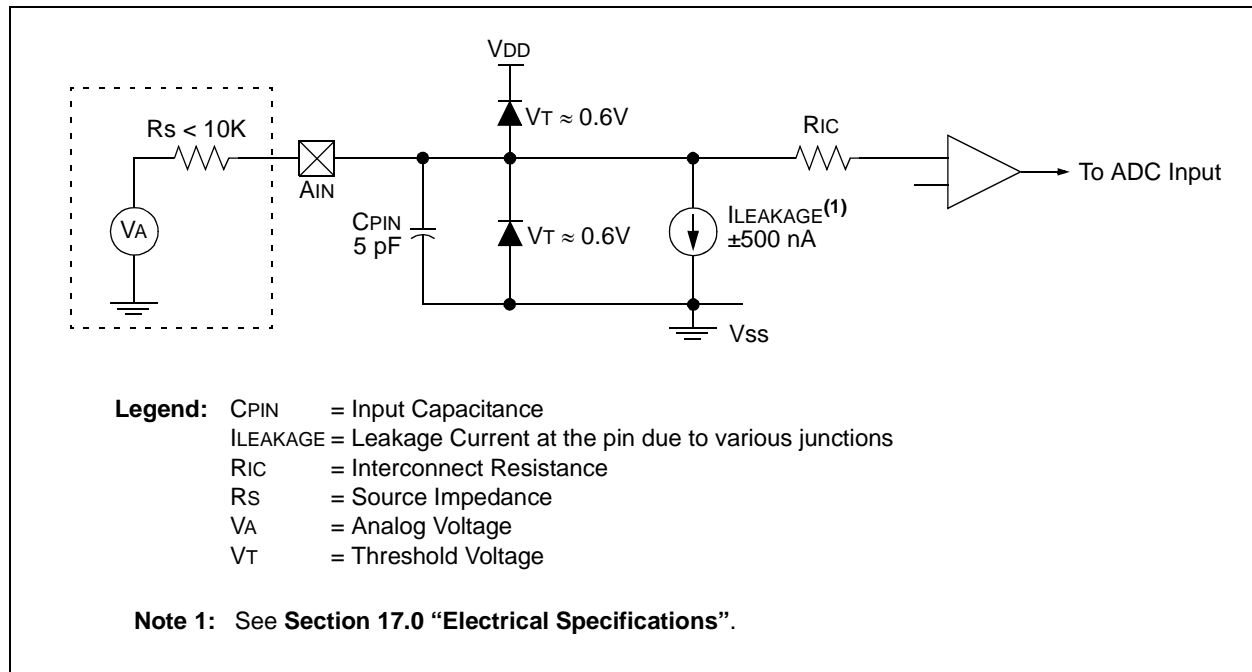 VDD
VT ≈ 0.6V
Rs < 10K
RIC
AIN
To ADC Input
VA
CPIN
5 pF
VT ≈ 0.6V
ILEAKAGE(1)
±500 nA
Vss
Legend: CPIN = Input Capacitance
ILEAKAGE = Leakage Current at the pin due to various junctions
RIC = Interconnect Resistance
RS = Source Impedance
VA = Analog Voltage
VT = Threshold Voltage
Note 1: See Section 17.0 “Electrical Specifications”.